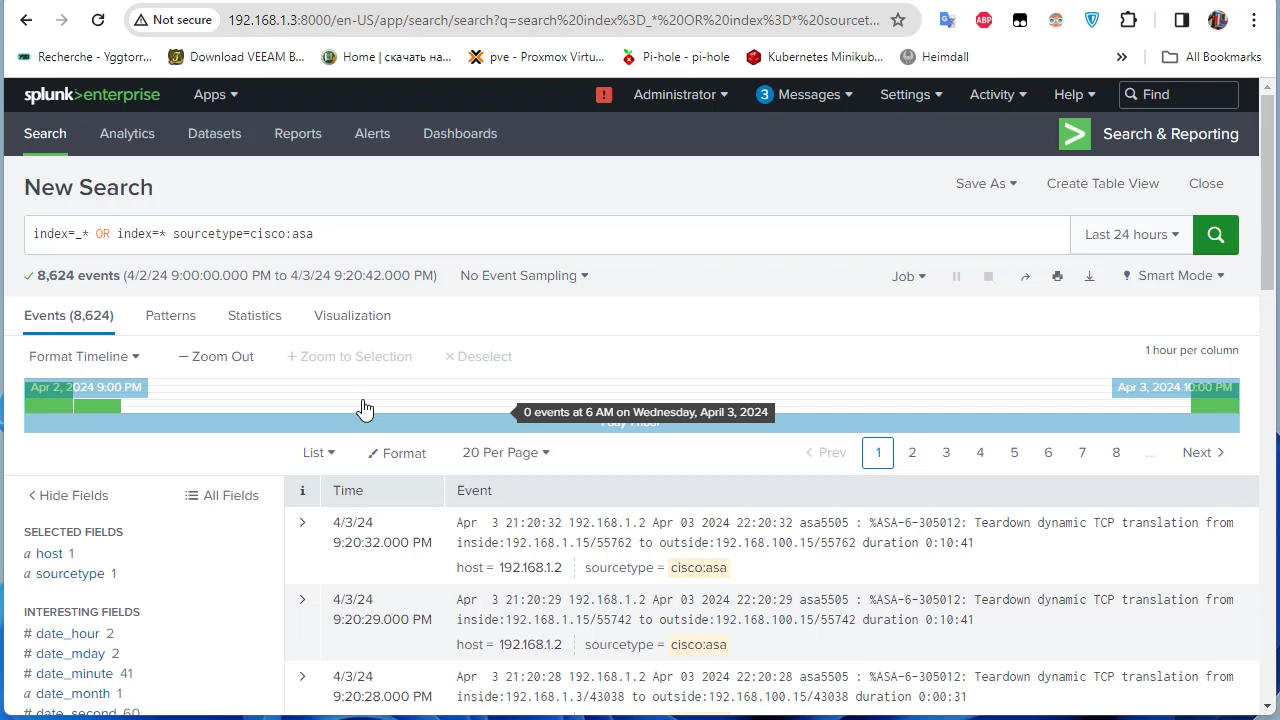 Not secure
192.168.1.3:8000/en-US/app/search/search?q=search%20index%3D_*%20OR%20index%3D*%20sourcet...
ABP
Recherche - Yggtorr...
Download VEEAM B...
Home | скачать на...
pve - Proxmox Virtu...
Pi-hole - pi-hole
Kubernetes Minikub...
Heimdall
»
All Bookmarks
splunk>enterprise
Apps
!
Administrator
3 Messages
Settings
Activity
Help
Find
Search
Analytics
Datasets
Reports
Alerts
Dashboards
> Search & Reporting
New Search
Save As
Create Table View
Close
index=_* OR index=* sourcetype=cisco:asa
Last 24 hours
✓ 8,624 events (4/2/24 9:00:00.000 PM to 4/3/24 9:20:42.000 PM)
No Event Sampling
Job
Smart Mode
Events (8,624)
Patterns
Statistics
Visualization
Format Timeline
— Zoom Out
+ Zoom to Selection
× Deselect
1 hour per column
Apr 2, 2024 9:00 PM
Apr 3, 2024 10:00 PM
0 events at 6 AM on Wednesday, April 3, 2024
1 day 1 hour
List
Format
20 Per Page
< Prev
1 2 3 4 5 6 7 8 ...
Next >
< Hide Fields
All Fields
i
Time
Event
SELECTED FIELDS
a host 1
a sourcetype 1
INTERESTING FIELDS
# date_hour 2
# date_mday 2
# date_minute 41
a date_month 1
# date_second 60
> 4/3/24
9:20:32.000 PM
Apr 3 21:20:32 192.168.1.2 Apr 03 2024 22:20:32 asa5505 : %ASA-6-305012: Teardown dynamic TCP translation from
inside:192.168.1.15/55762 to outside:192.168.100.15/55762 duration 0:10:41
host = 192.168.1.2 sourcetype = cisco:asa
> 4/3/24
9:20:29.000 PM
Apr 3 21:20:29 192.168.1.2 Apr 03 2024 22:20:29 asa5505 : %ASA-6-305012: Teardown dynamic TCP translation from
inside:192.168.1.15/55742 to outside:192.168.100.15/55742 duration 0:10:41
host = 192.168.1.2 sourcetype = cisco:asa
> 4/3/24
9:20:28.000 PM
Apr 3 21:20:28 192.168.1.2 Apr 03 2024 22:20:28 asa5505 : %ASA-6-305012: Teardown dynamic TCP translation from
inside:192.168.1.3/43038 to outside:192.168.100.15/43038 duration 0:00:31